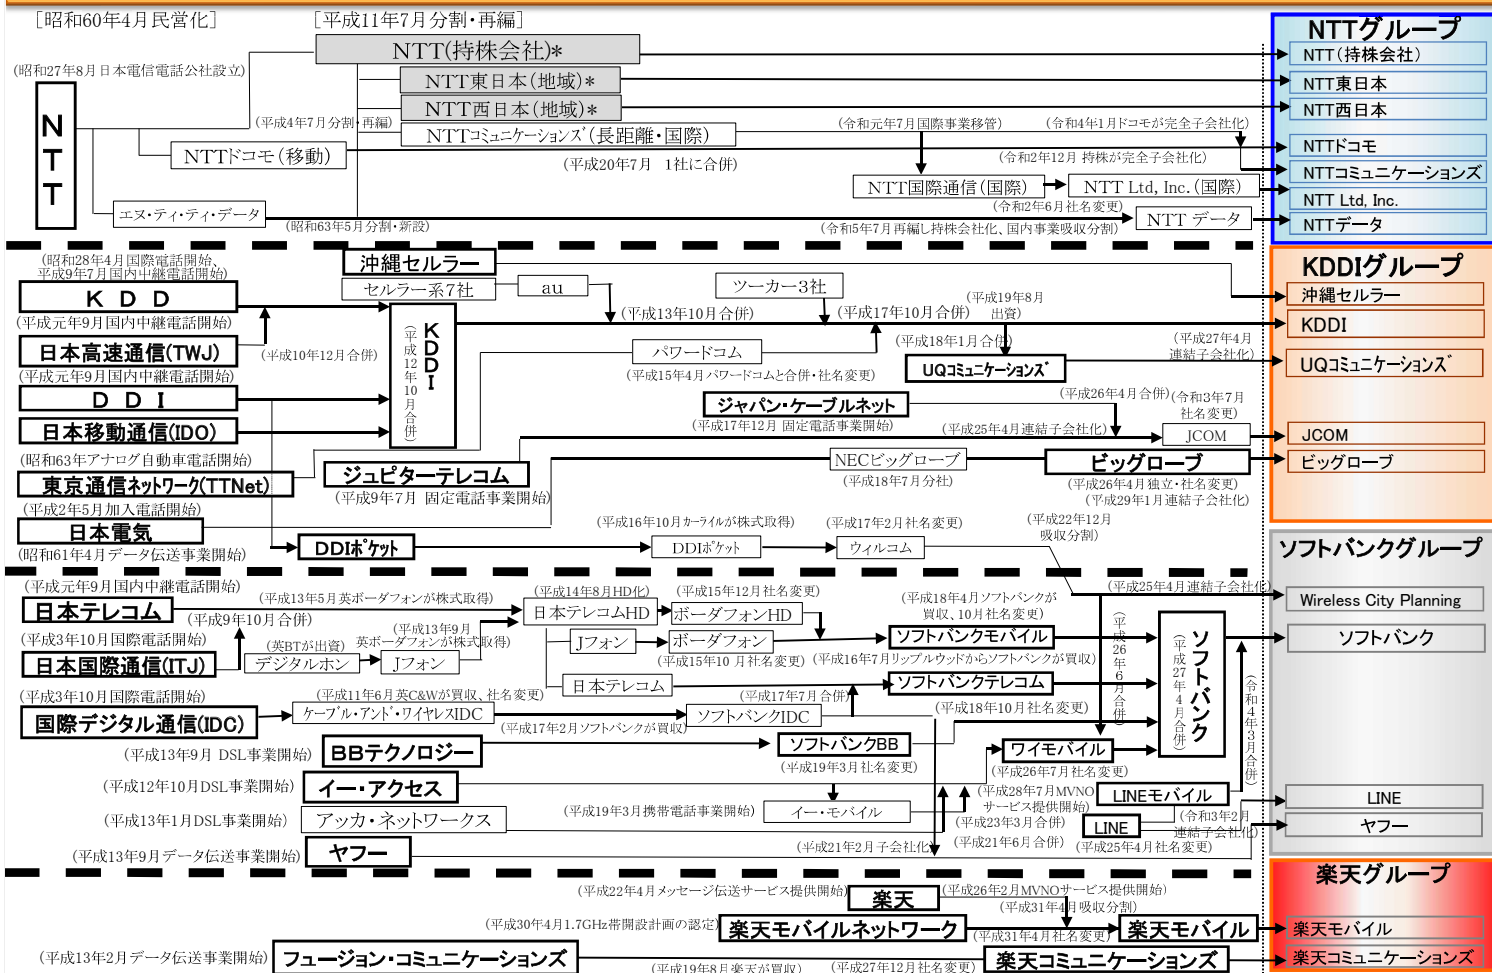 [昭和60年4月民営化]
[平成11年7月分割・再編]
NTT(持株会社)*
(昭和27年8月日本電信電話公社設立)
NTT東日本(地域)*
NTT西日本(地域)*
NTT
(平成4年7月分割・再編)
NTTコミュニケーションズ(長距離・国際)
(令和元年7月国際事業移管)
(令和4年1月ドコモが完全子会社化)
NTTドコモ(移動)
(平成20年7月 1社に合併)
(令和2年12月 持株が完全子会社化)
NTT国際通信(国際)
NTT Ltd, Inc.(国際)
(令和2年6月社名変更)
エヌ・ティ・ティ・データ
(昭和63年5月分割・新設)
(令和5年7月再編し持株会社化、国内事業吸収分割)
NTT データ
NTTグループ
NTT(持株会社)
NTT東日本
NTT西日本
NTTドコモ
NTTコミュニケーションズ
NTT Ltd, Inc.
NTTデータ
(昭和28年4月国際電話開始、
平成9年7月国内中継電話開始)
沖縄セルラー
セルラー系7社
au
ツーカー3社
KDD
(平成元年9月国内中継電話開始)
(平成13年10月合併)
(平成17年10月合併)
(平成19年8月
出資)
日本高速通信(TWJ)
(平成10年12月合併)
KDDI
(平成12年10月合併)
パワードコム
(平成18年1月合併)
(平成27年4月
連結子会社化)
(平成元年9月国内中継電話開始)
(平成15年4月パワードコムと合併・社名変更)
UQコミュニケーションズ
DDI
ジャパン・ケーブルネット
(平成26年4月合併)
(令和3年7月
社名変更)
日本移動通信(IDO)
(平成17年12月 固定電話事業開始)
(平成25年4月連結子会社化)
JCOM
(昭和63年アナログ自動車電話開始)
ジュピターテレコム
NECビッグローブ
ビッグローブ
東京通信ネットワーク(TTNet)
(平成9年7月 固定電話事業開始)
(平成18年7月分社)
(平成26年4月独立・社名変更)
(平成29年1月連結子会社化)
(平成2年5月加入電話開始)
日本電気
(平成16年10月カーライルが株式取得)
(平成17年2月社名変更)
(平成22年12月
吸収分割)
(昭和61年4月データ伝送事業開始)
DDIポケット
DDIポケット
ウィルコム
KDDIグループ
沖縄セルラー
KDDI
UQコミュニケーションズ
JCOM
ビッグローブ
(平成元年9月国内中継電話開始)
(平成13年5月英ボーダフォンが株式取得)
(平成14年8月HD化)
(平成15年12月社名変更)
(平成18年4月ソフトバンクが
買収、10月社名変更)
(平成25年4月連結子会社化)
日本テレコム
(平成9年10月合併)
日本テレコムHD
ボーダフォンHD
(平成3年10月国際電話開始)
(英BTが出資)
(平成13年9月
英ボーダフォンが株式取得)
Jフォン
ボーダフォン
ソフトバンクモバイル
(平成26年6月合併)
ソフトバンク
(平成27年4月合併)
日本国際通信(ITJ)
デジタルホン
Jフォン
(平成15年10月社名変更)
(平成16年7月リップルウッドからソフトバンクが買収)
日本テレコム
ソフトバンクテレコム
(平成3年10月国際電話開始)
(平成11年6月英C&Wが買収、社名変更)
(平成17年7月合併)
(平成18年10月社名変更)
(令和4年3月合併)
国際デジタル通信(IDC)
ケーブル・アンド・ワイヤレスIDC
(平成17年2月ソフトバンクが買収)
ソフトバンクIDC
(平成13年9月 DSL事業開始)
BBテクノロジー
ソフトバンクBB
ワイモバイル
(平成19年3月社名変更)
(平成26年7月社名変更)
(平成12年10月DSL事業開始)
イー・アクセス
(平成28年7月MVNO
サービス提供開始)
LINEモバイル
(平成13年1月DSL事業開始)
アッカ・ネットワークス
(平成19年3月携帯電話事業開始)
イー・モバイル
(平成23年3月合併)
LINE
(令和3年2月
連結子会社化)
(平成21年6月合併)
(平成25年4月社名変更)
(平成13年9月データ伝送事業開始)
ヤフー
(平成21年2月子会社化)
ソフトバンクグループ
Wireless City Planning
ソフトバンク
LINE
ヤフー
(平成22年4月メッセージ伝送サービス提供開始)
楽天
(平成26年2月MVNOサービス提供開始)
(平成31年4月吸収分割)
(平成30年4月1.7GHz帯開設計画の認定)
楽天モバイルネットワーク
(平成31年4月社名変更)
楽天モバイル
(平成13年2月データ伝送事業開始)
フュージョン・コミュニケーションズ
(平成19年8月楽天が買収)
(平成27年12月社名変更)
楽天コミュニケーションズ
楽天グループ
楽天モバイル
楽天コミュニケーションズ